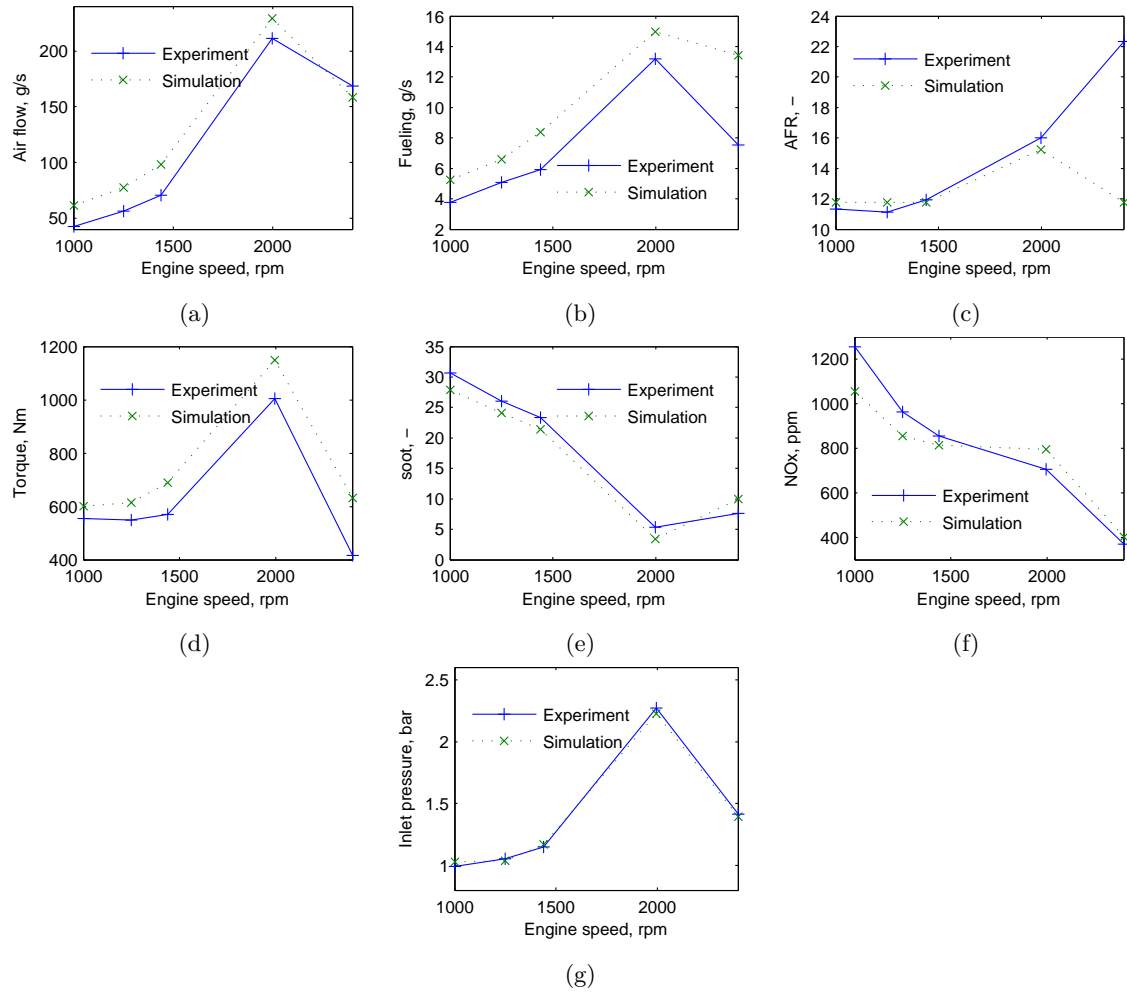 200
150
100
50
Air flow, g/s
Experiment
Simulation
1000
1500
2000
Engine speed, rpm
(a)
16
14
12
10
8
6
4
2
Fueling, g/s
Experiment
Simulation
1000
1500
2000
Engine speed, rpm
(b)
24
22
20
18
16
14
12
10
AFR, −
Experiment
Simulation
1000
1500
2000
Engine speed, rpm
(c)
1200
1000
800
600
400
Torque, Nm
Experiment
Simulation
1000
1500
2000
Engine speed, rpm
(d)
35
30
25
20
15
10
5
0
soot, −
Experiment
Simulation
1000
1500
2000
Engine speed, rpm
(e)
1200
1000
800
600
400
NOx, ppm
Experiment
Simulation
1000
1500
2000
Engine speed, rpm
(f)
2.5
2
1.5
1
Inlet pressure, bar
Experiment
Simulation
1000
1500
2000
Engine speed, rpm
(g)